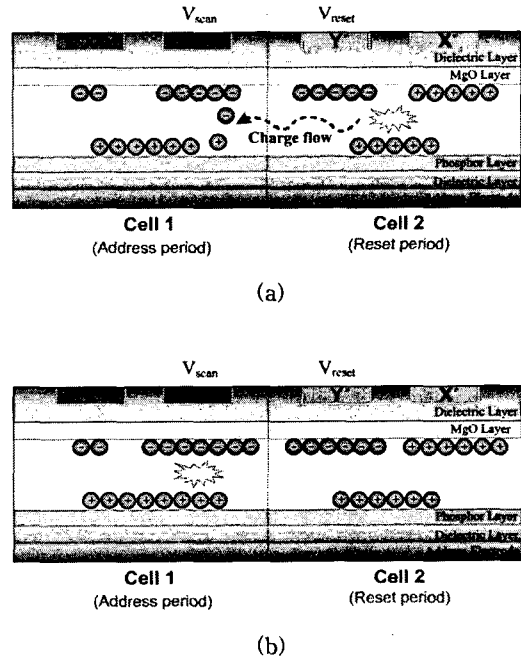 V_scan V_reset
Y X
Dielectric Layer
MgO Layer
Charge flow
Phosphor Layer
Dielectric Layer
Cell 1 Cell 2
(Address period) (Reset period)
(a)
V_scan V_reset
Y X
Dielectric Layer
MgO Layer
Phosphor Layer
Dielectric Layer
Cell 1 Cell 2
(Address period) (Reset period)
(b)